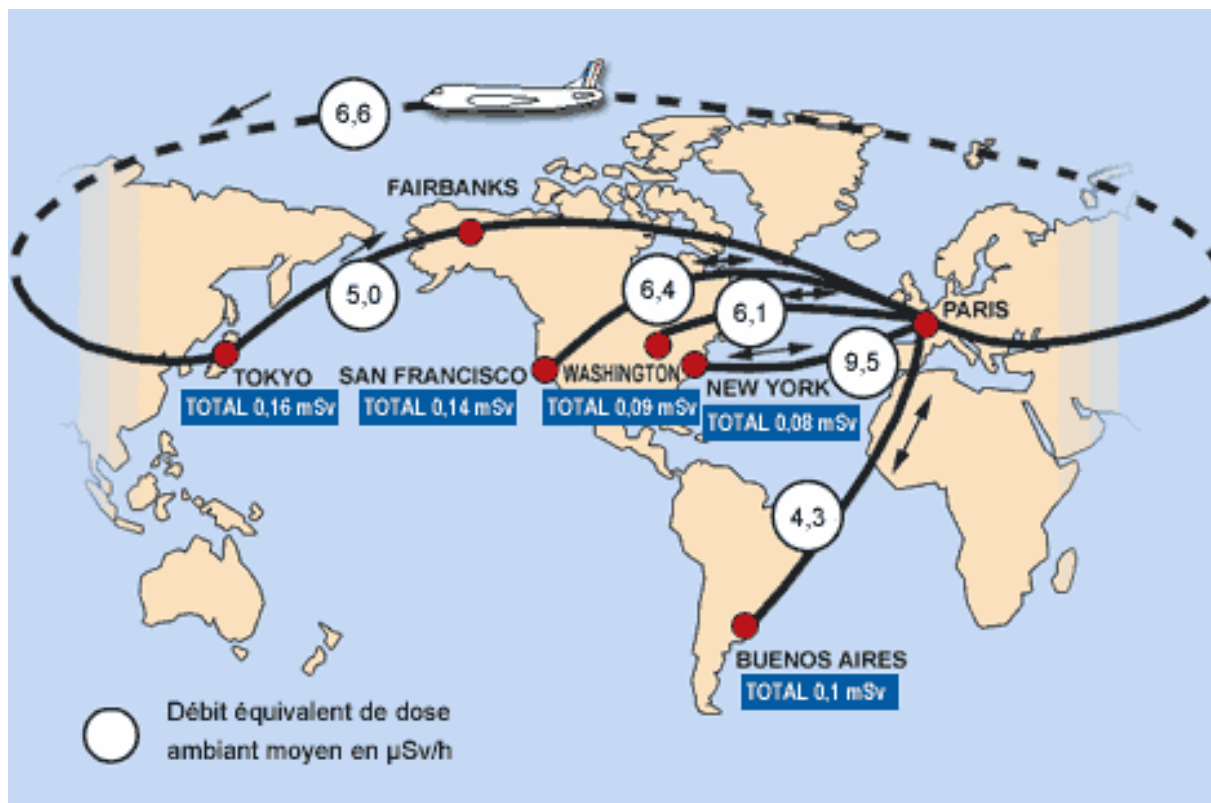 6,6
FAIRBANKS
5,0
6,4
6,1
PARIS
9,5
TOKYO
TOTAL 0,16 mSv
SAN FRANCISCO
TOTAL 0,14 mSv
WASHINGTON
TOTAL 0,09 mSv
NEW YORK
TOTAL 0,08 mSv
4,3
BUENOS AIRES
TOTAL 0,1 mSv
Débit équivalent de dose
ambiant moyen en µSv/h